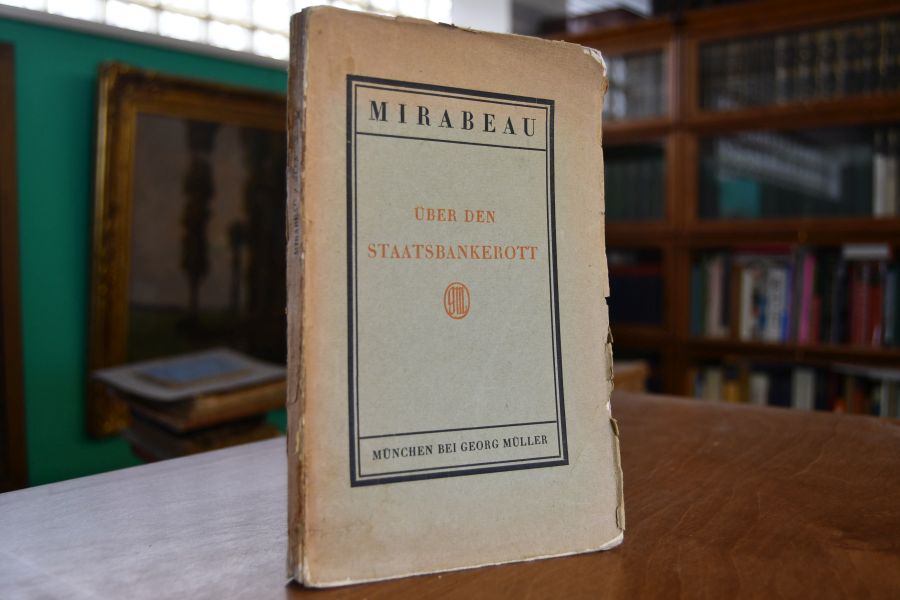 MIRABEAU
ÜBER DEN
STAATSBANKEROTT
MÜNCHEN BEI GEORG MÜLLER